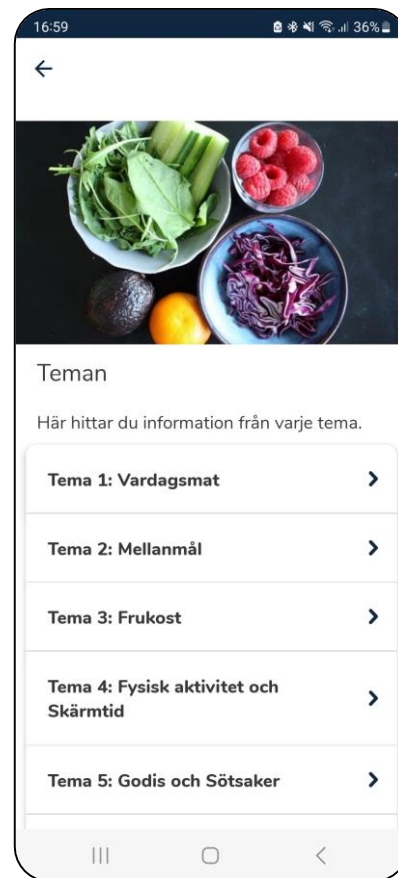 16:59
36%
Teman
Här hittar du information från varje tema.
Tema 1: Vardagsmat
Tema 2: Mellanmål
Tema 3: Frukost
Tema 4: Fysisk aktivitet och
Skärmtid
Tema 5: Godis och Sötsaker